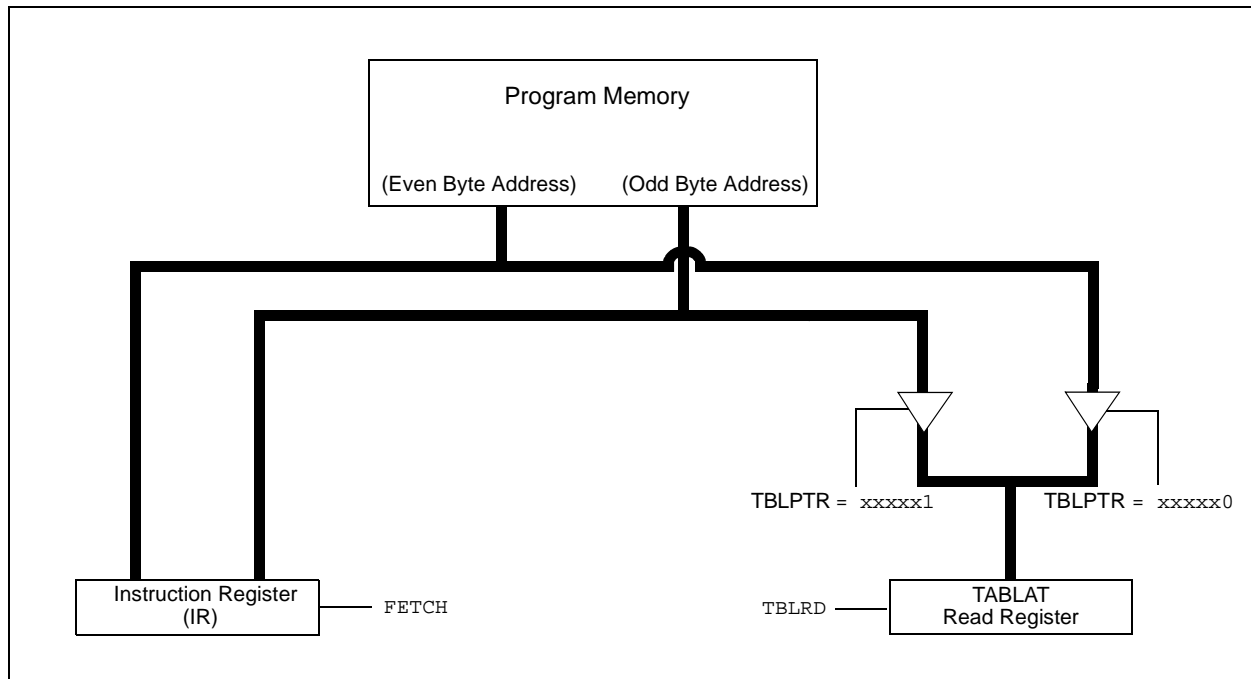 Program Memory
(Even Byte Address) (Odd Byte Address)
TBLPTR = xxxxx1 TBLPTR = xxxxx0
Instruction Register
(IR)
FETCH
TBLRD
TABLAT
Read Register